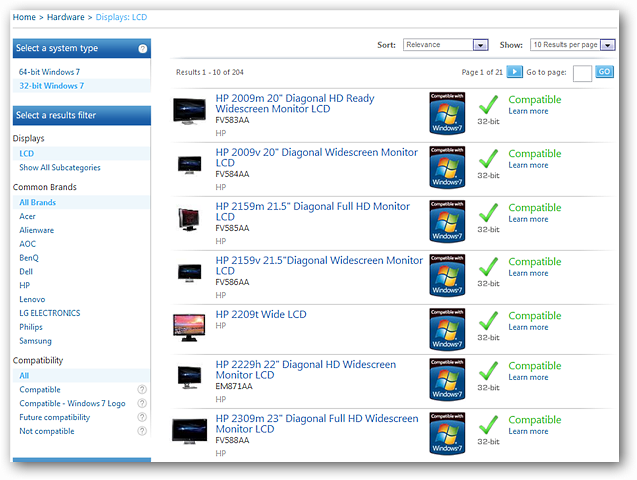 Home > Hardware > Displays: LCD
Select a system type ?
64-bit Windows 7
32-bit Windows 7
Select a results filter
Displays
LCD
Show All Subcategories
Common Brands
All Brands
Acer
Alienware
AOC
BenQ
Dell
HP
Lenovo
LG ELECTRONICS
Philips
Samsung
Compatibility
All
Compatible ?
Compatible - Windows 7 Logo ?
Future compatibility ?
Not compatible ?
Sort: Relevance Show: 10 Results per page
Results 1 - 10 of 204 Page 1 of 21 Go to page: GO
HP 2009m 20" Diagonal HD Ready
Widescreen Monitor LCD
FV583AA
HP
Compatible with
Windows 7
32-bit
Compatible
Learn more
HP 2009v 20" Diagonal Widescreen Monitor
LCD
FV584AA
HP
Compatible with
Windows 7
32-bit
Compatible
Learn more
HP 2159m 21.5" Diagonal Full HD Monitor
LCD
FV585AA
HP
Compatible with
Windows 7
32-bit
Compatible
Learn more
HP 2159v 21.5"Diagonal Widescreen Monitor
LCD
FV586AA
HP
Compatible with
Windows 7
32-bit
Compatible
Learn more
HP 2209t Wide LCD
HP
Compatible with
Windows 7
32-bit
Compatible
Learn more
HP 2229h 22" Diagonal HD Widescreen
Monitor LCD
EM871AA
HP
Compatible with
Windows 7
32-bit
Compatible
Learn more
HP 2309m 23" Diagonal Full HD Widescreen
Monitor LCD
FV588AA
HP
Compatible with
Windows 7
32-bit
Compatible
Learn more